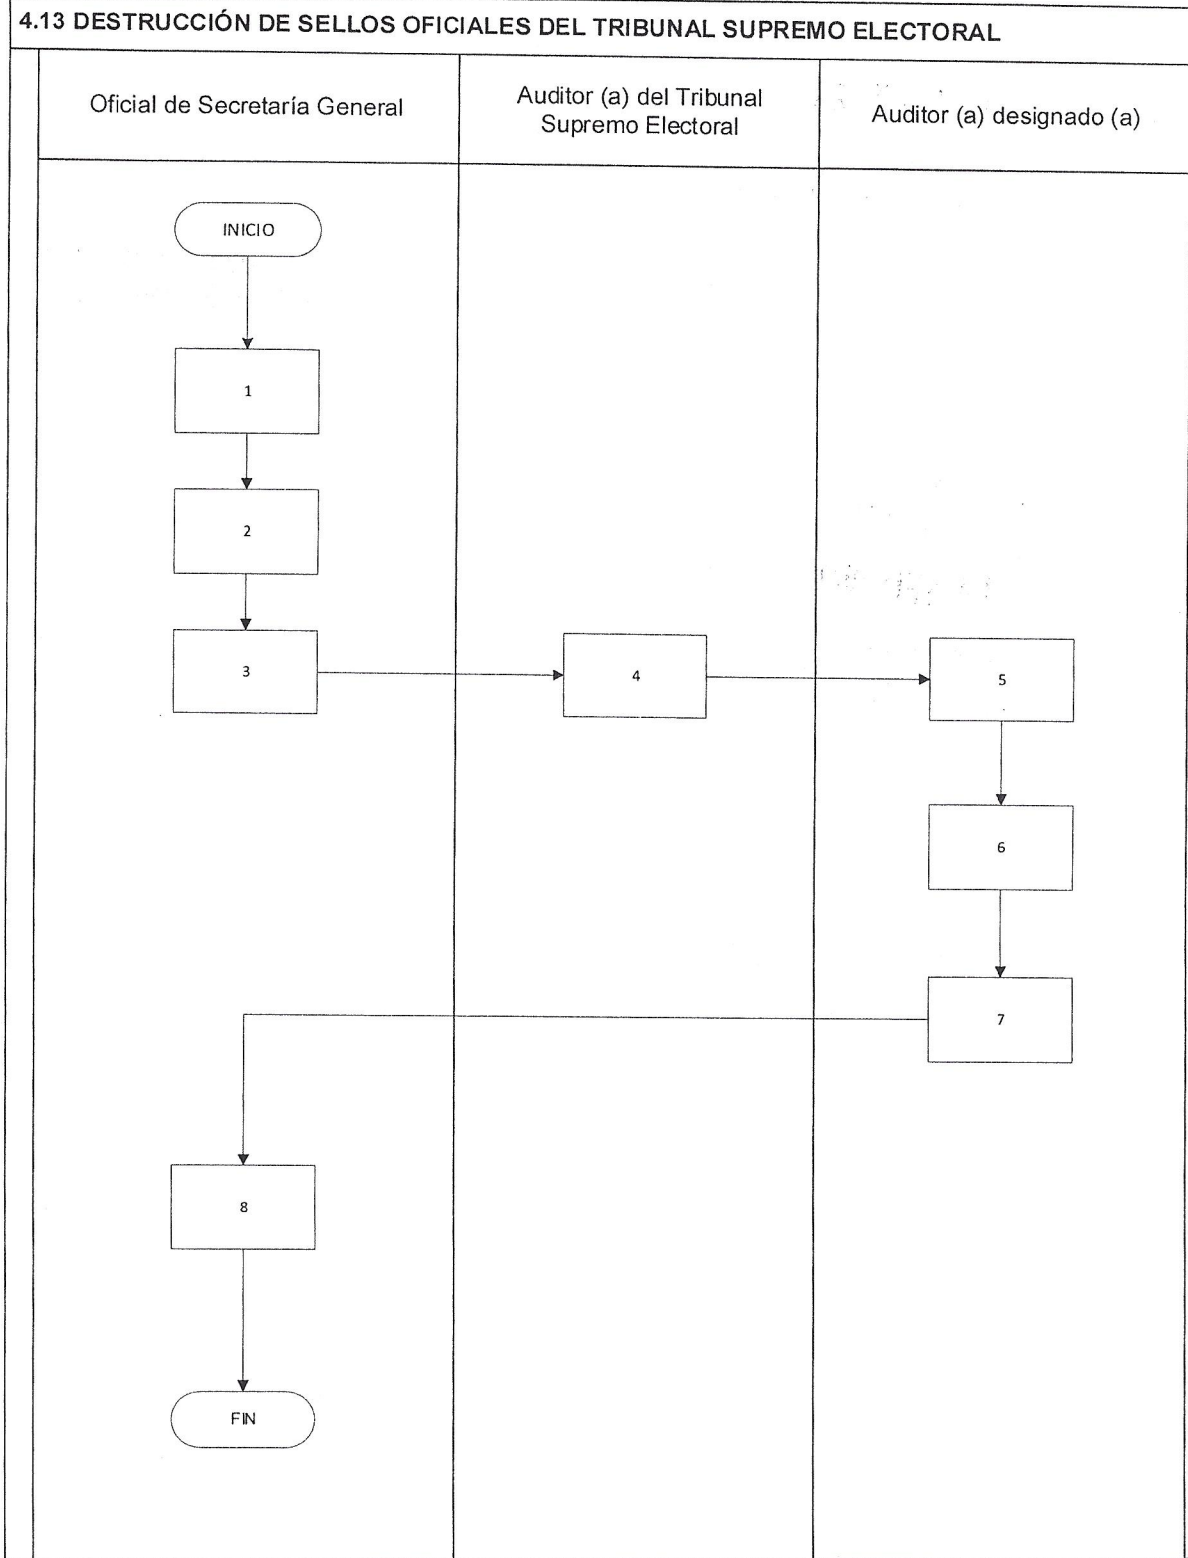 4.13 DESTRUCCIÓN DE SELLOS OFICIALES DEL TRIBUNAL SUPREMO ELECTORAL
Oficial de Secretaría General
Auditor (a) del Tribunal
Supremo Electoral
Auditor (a) designado (a)
INICIO
1
2
3
4
5
6
7
8
FIN